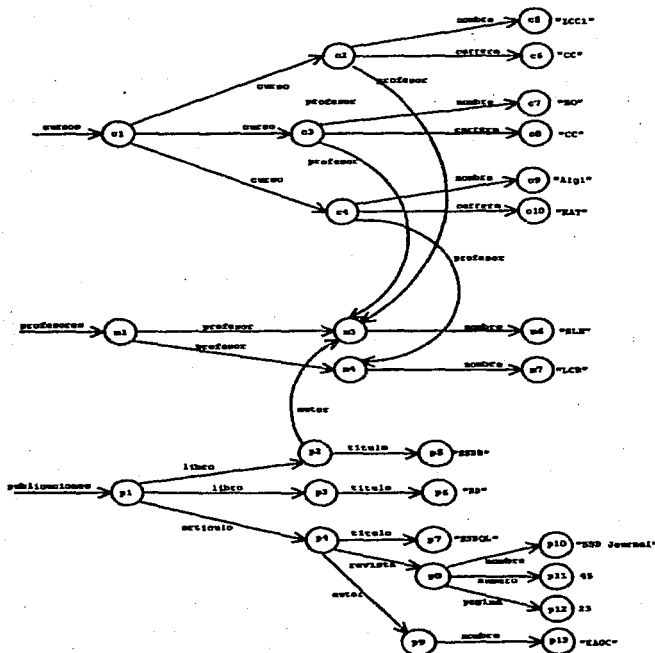 nombre
c5 "ICC1"
c2
carrera
c6 "CC"
profesor
curso
profesor
nombre
c7 "SO"
cursos
c1
curso
c3
carrera
c8 "CC"
profesor
nombre
c9 "Alg1"
curso
c4
carrera
c10 "MAT"
profesor
profesores
m1
profesor
m3
nombre
m6
profesor
m4
nombre
m7 "LCR"
autor
p2
titulo
p5 "SSDB"
libro
publicaciones
p1
libro
p3
titulo
p6 "BD"
articulo
p4
titulo
p7
p10 "SSD Journal"
revista
nombre
p8
numero
p11 45
autor
pagina
p12 23
p9
nombre
p13